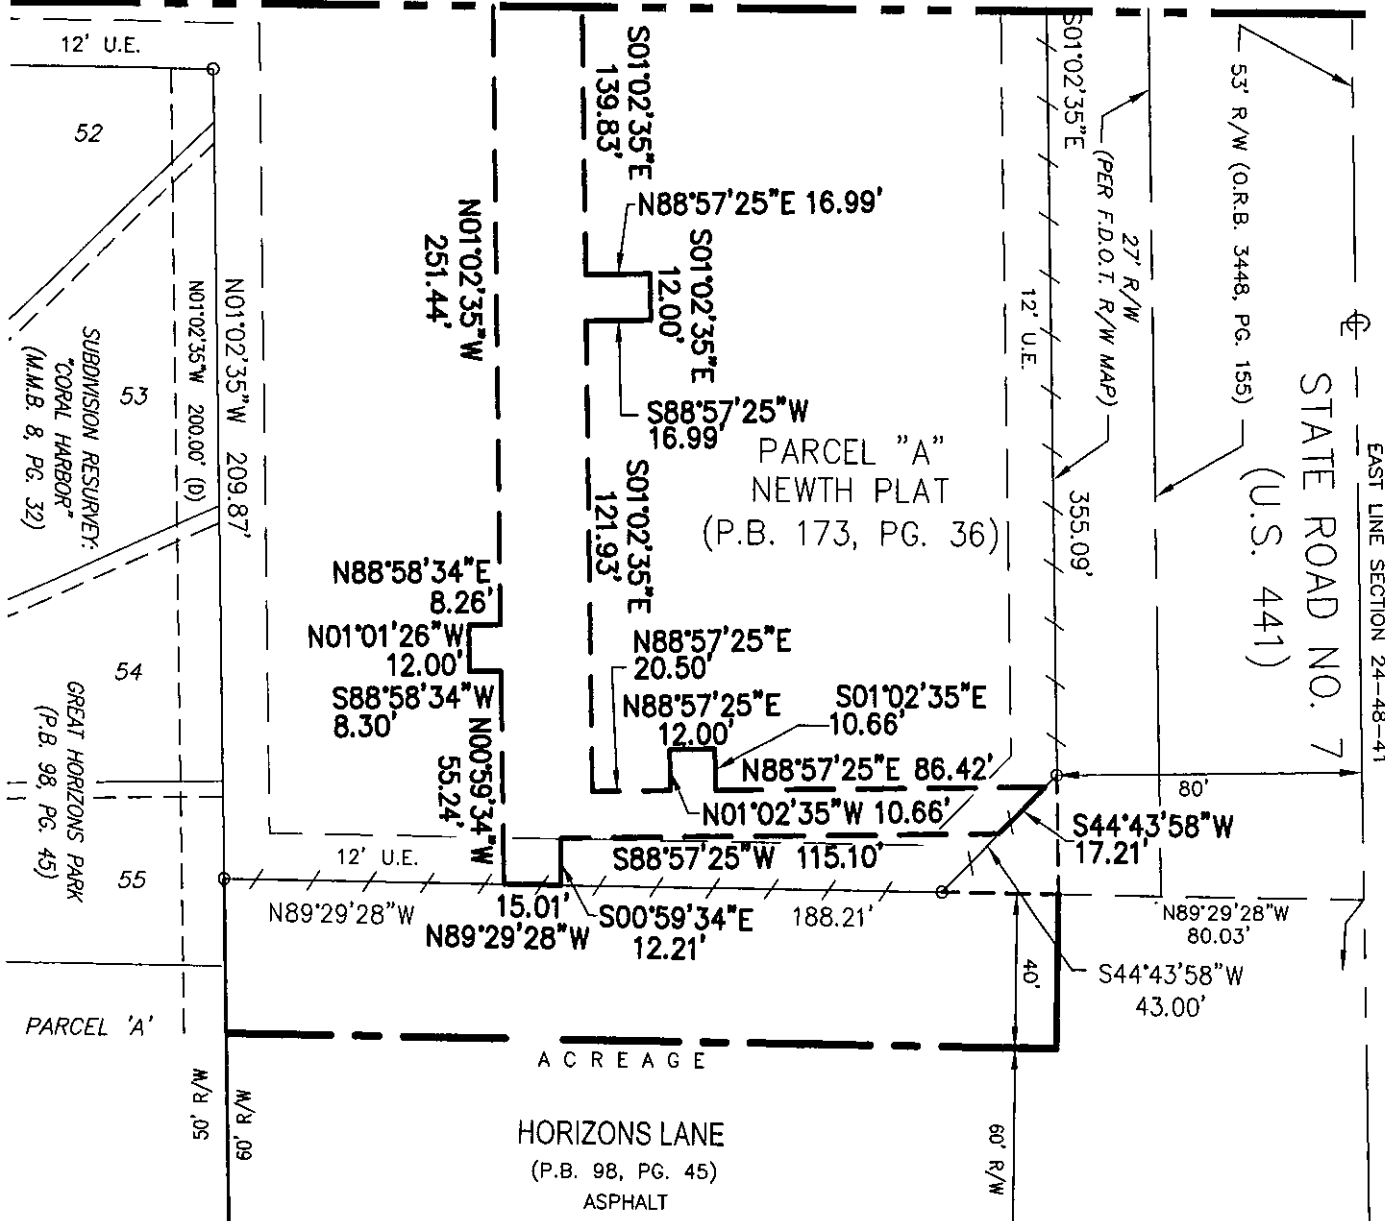 12' U.E.
52
53
54
55
PARCEL 'A'
SUBDIVISION RESURVEY:
"CORAL HARBOR"
(M.M.B. 8, PG. 32)
GREAT HORIZONS PARK
(P.B. 98, PG. 45)
N01°02'35"W 200.00' (D)
N01°02'35"W 209.87'
50' R/W
60' R/W
N01°02'35"W
251.44'
S01°02'35"E
139.83'
N88°57'25"E 16.99'
S01°02'35"E
12.00'
S88°57'25"W
16.99'
S01°02'35"E
121.93'
PARCEL "A"
NEWTH PLAT
(P.B. 173, PG. 36)
N88°58'34"E
8.26'
N01°01'26"W
12.00'
S88°58'34"W
8.30'
N00°59'34"W
55.24'
N88°57'25"E
20.50'
N88°57'25"E
12.00'
S01°02'35"E
10.66'
N88°57'25"E 86.42'
N01°02'35"W 10.66'
S88°57'25"W 115.10'
12' U.E.
N89°29'28"W
15.01'
N89°29'28"W
S00°59'34"E
12.21'
188.21'
S44°43'58"W
17.21'
S44°43'58"W
43.00'
N89°29'28"W
80.03'
80'
40'
60' R/W
S01°02'35"E
355.09'
12' U.E.
27' R/W
(PER F.D.O.T. R/W MAP)
53' R/W (O.R.B. 3448, PG. 155)
STATE ROAD NO. 7
(U.S. 441)
EAST LINE SECTION 24-48-41
ACREAGE
HORIZONS LANE
(P.B. 98, PG. 45)
ASPHALT